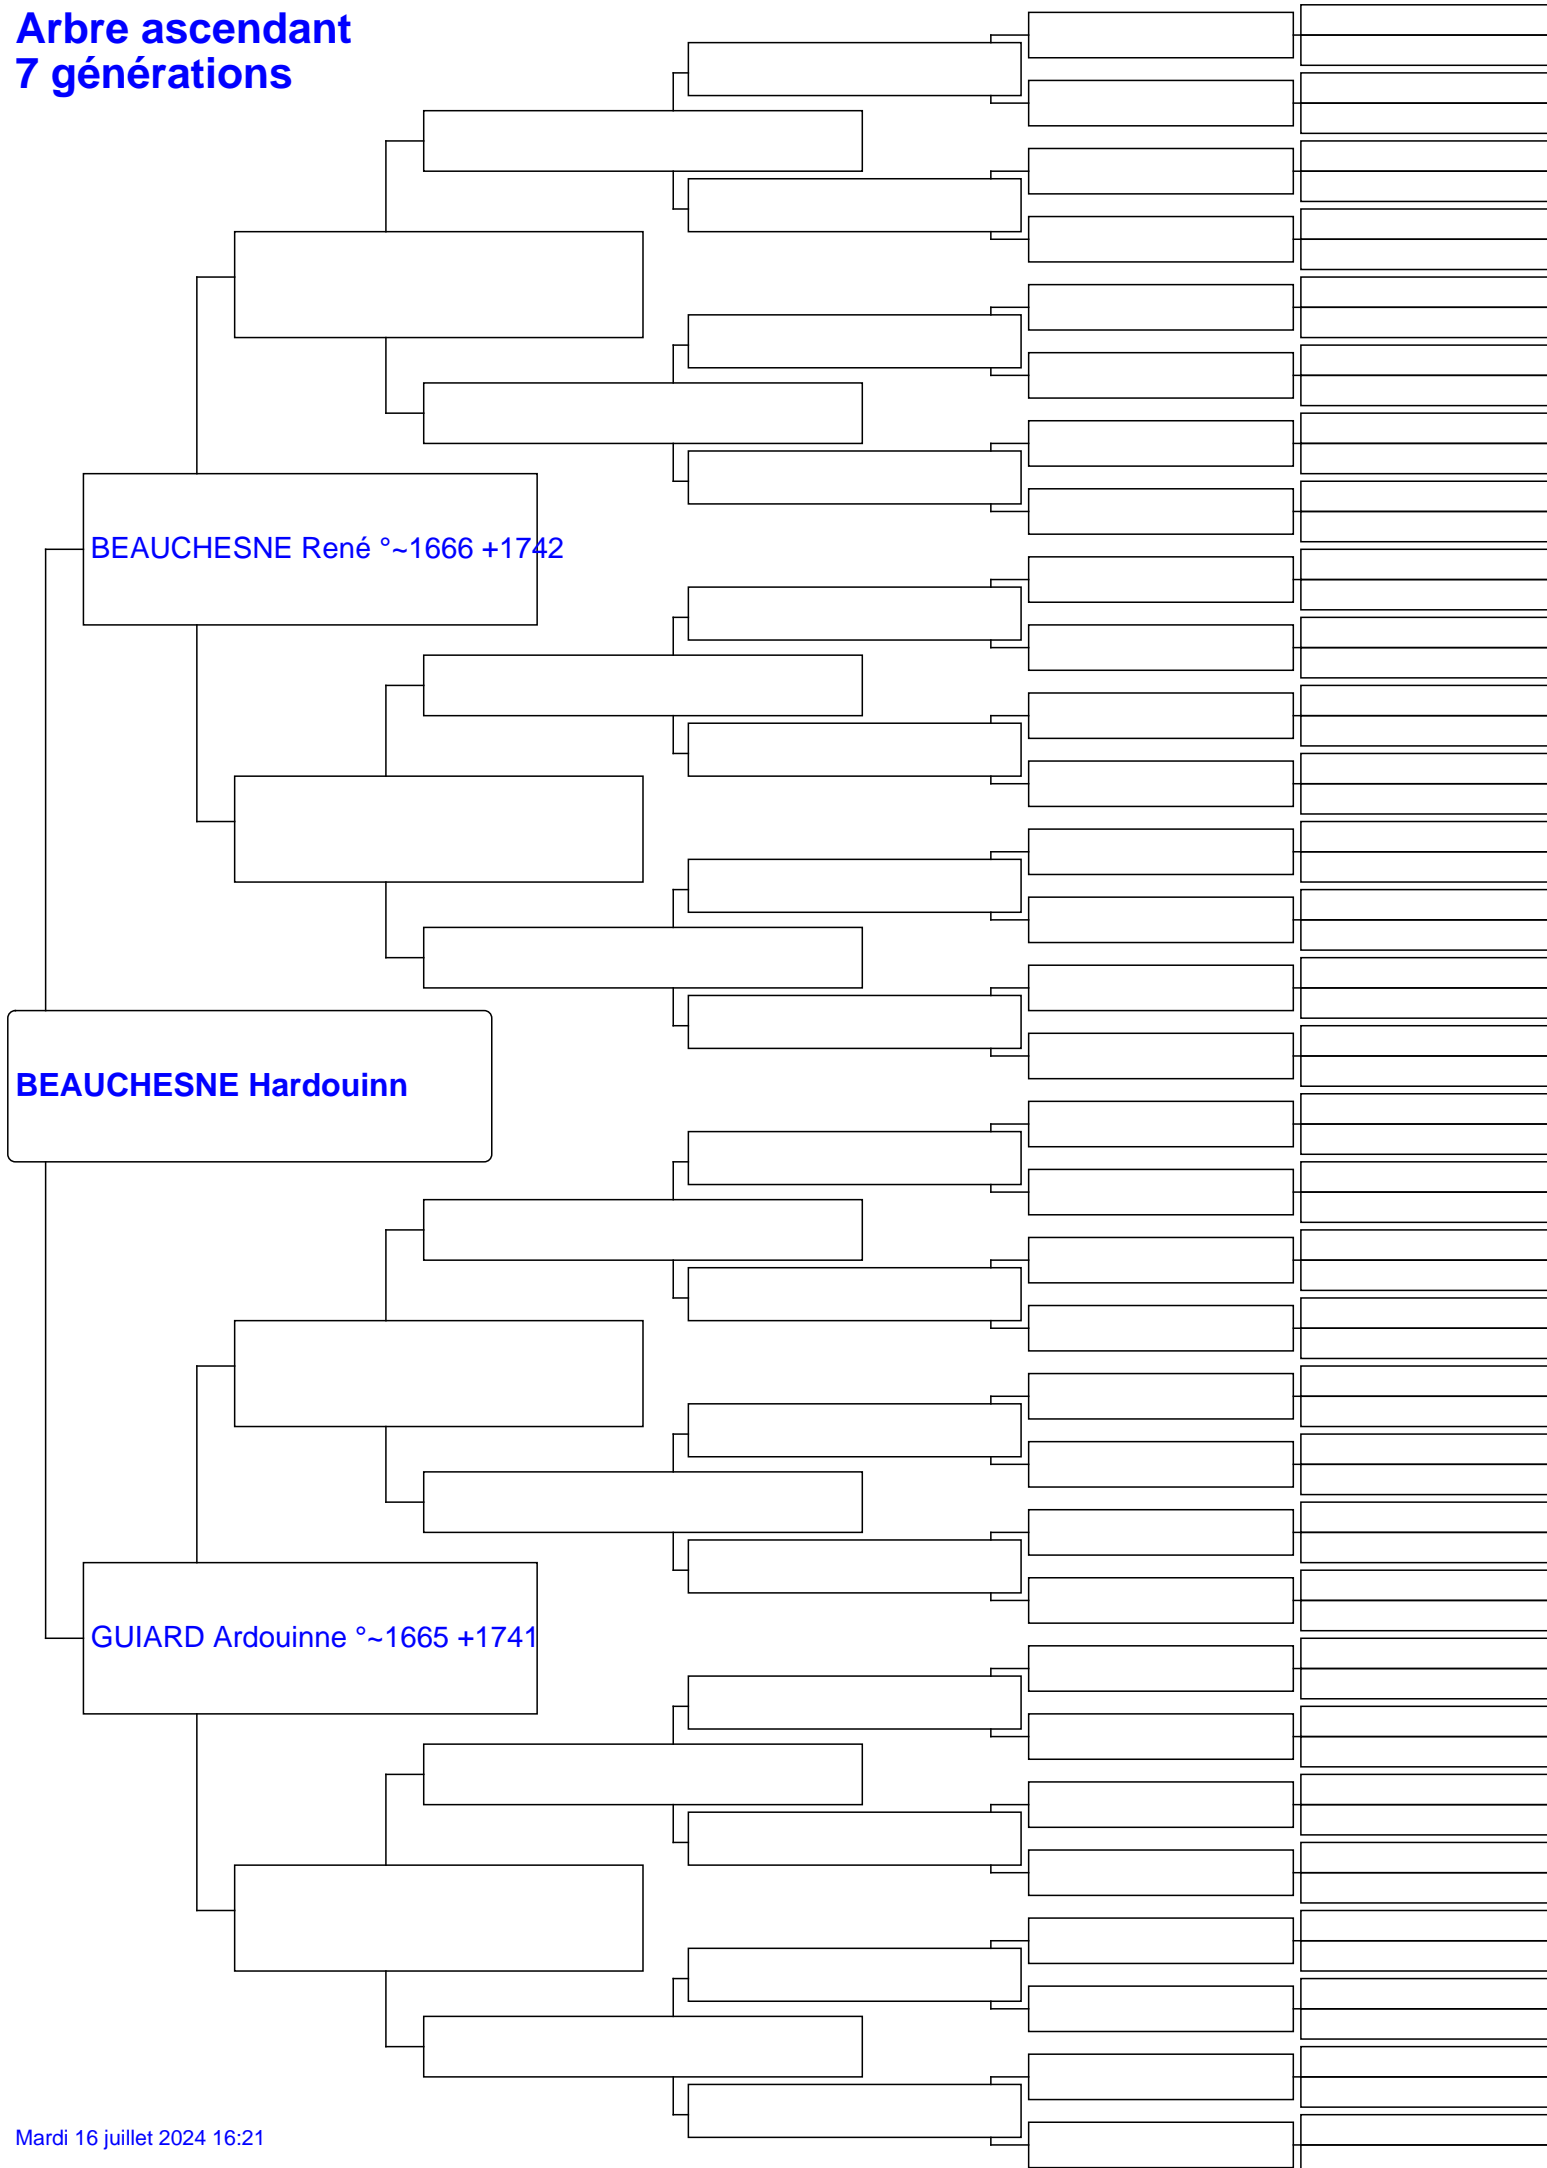 Arbre ascendant
7 générations
BEAUCHESNE René °~1666 +1742
BEAUCHESNE Hardouinn
GUIARD Ardouinne °~1665 +1741
Mardi 16 juillet 2024 16:21